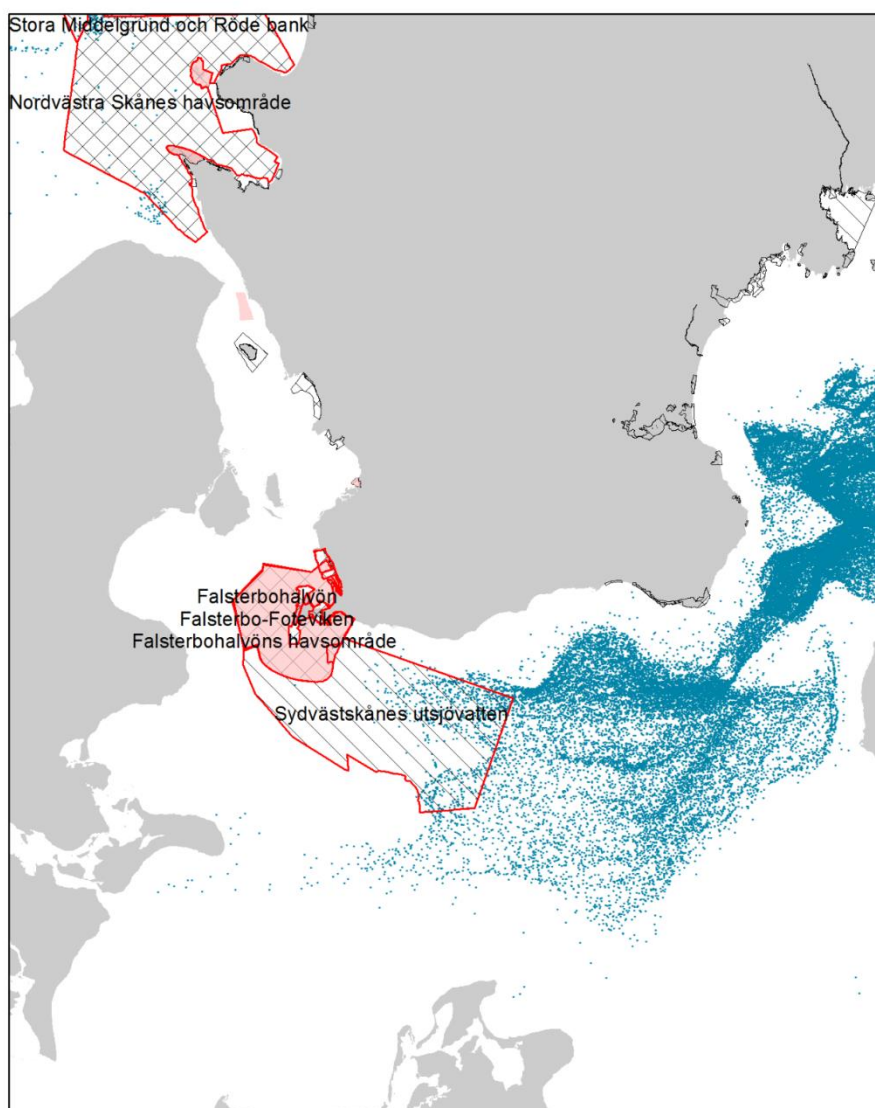 Stora Middelgrund och Röde bank
Nordvästra Skånes havsområde
Falsterbohalvön
Falsterbo-Foteviken
Falsterbohalvöns havsområde
Sydvästskånes utsjövatten